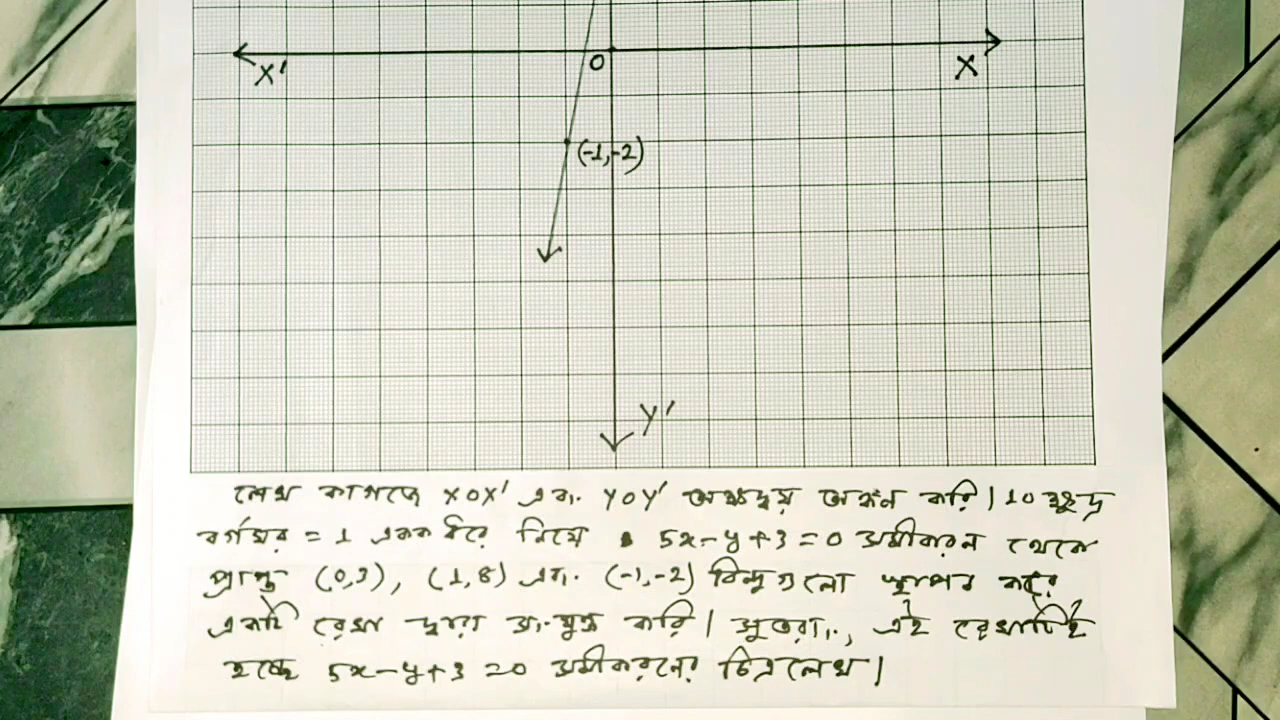 X' O X
(-1,-2)
Y'
লেখ কাগজে XOX' এবং YOY' অক্ষদ্বয় অঙ্কন করি। 10 ক্ষুদ্র
বর্গঘর = 1 একক ধরে নিয়ে 5x-y+3=0 সমীকরন থেকে
প্রাপ্ত (0,3), (1,8) এবং (-1,-2) বিন্দুগুলো স্থাপন করে
একটি রেখা দ্বারা সংযুক্ত করি। সুতরাং, এই রেখাটিই
হচ্ছে 5x-y+3=0 সমীকরনের চিত্রলেখ।